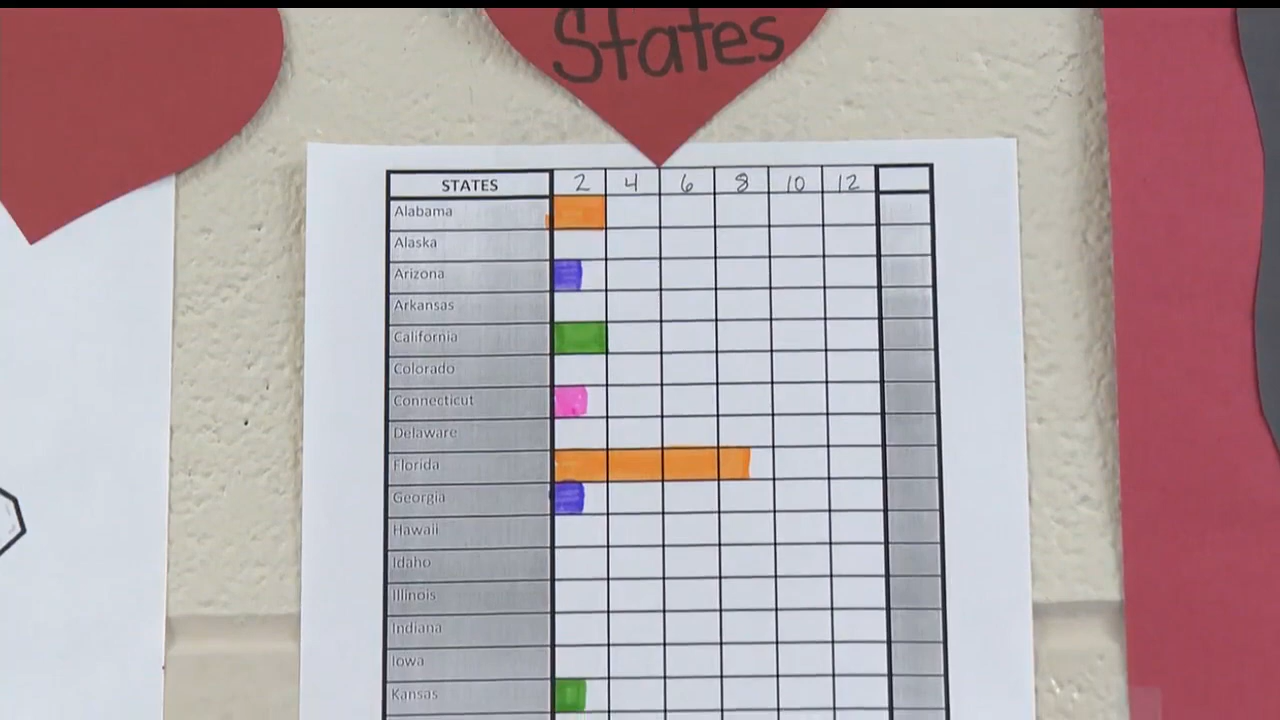 States
STATES 2 4 6 8 10 12
Alabama
Alaska
Arizona
Arkansas
California
Colorado
Connecticut
Delaware
Florida
Georgia
Hawaii
Idaho
Illinois
Indiana
Iowa
Kansas